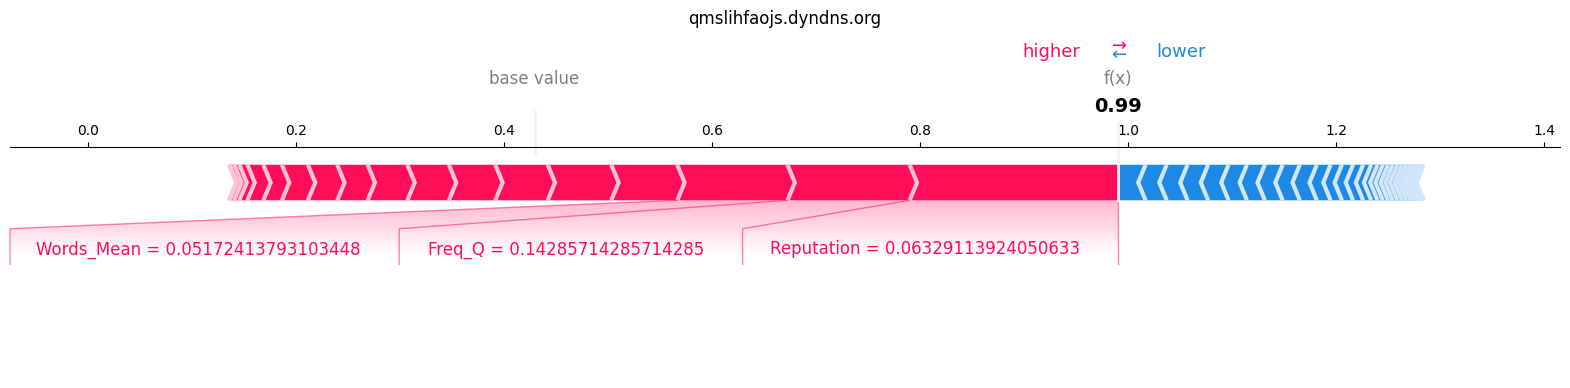 qmslihfaojs.dyndns.org
higher → ← lower
base value f(x)
0.99
0.0 0.2 0.4 0.6 0.8 1.0 1.2 1.4
Words_Mean = 0.05172413793103448 Freq_Q = 0.14285714285714285 Reputation = 0.06329113924050633